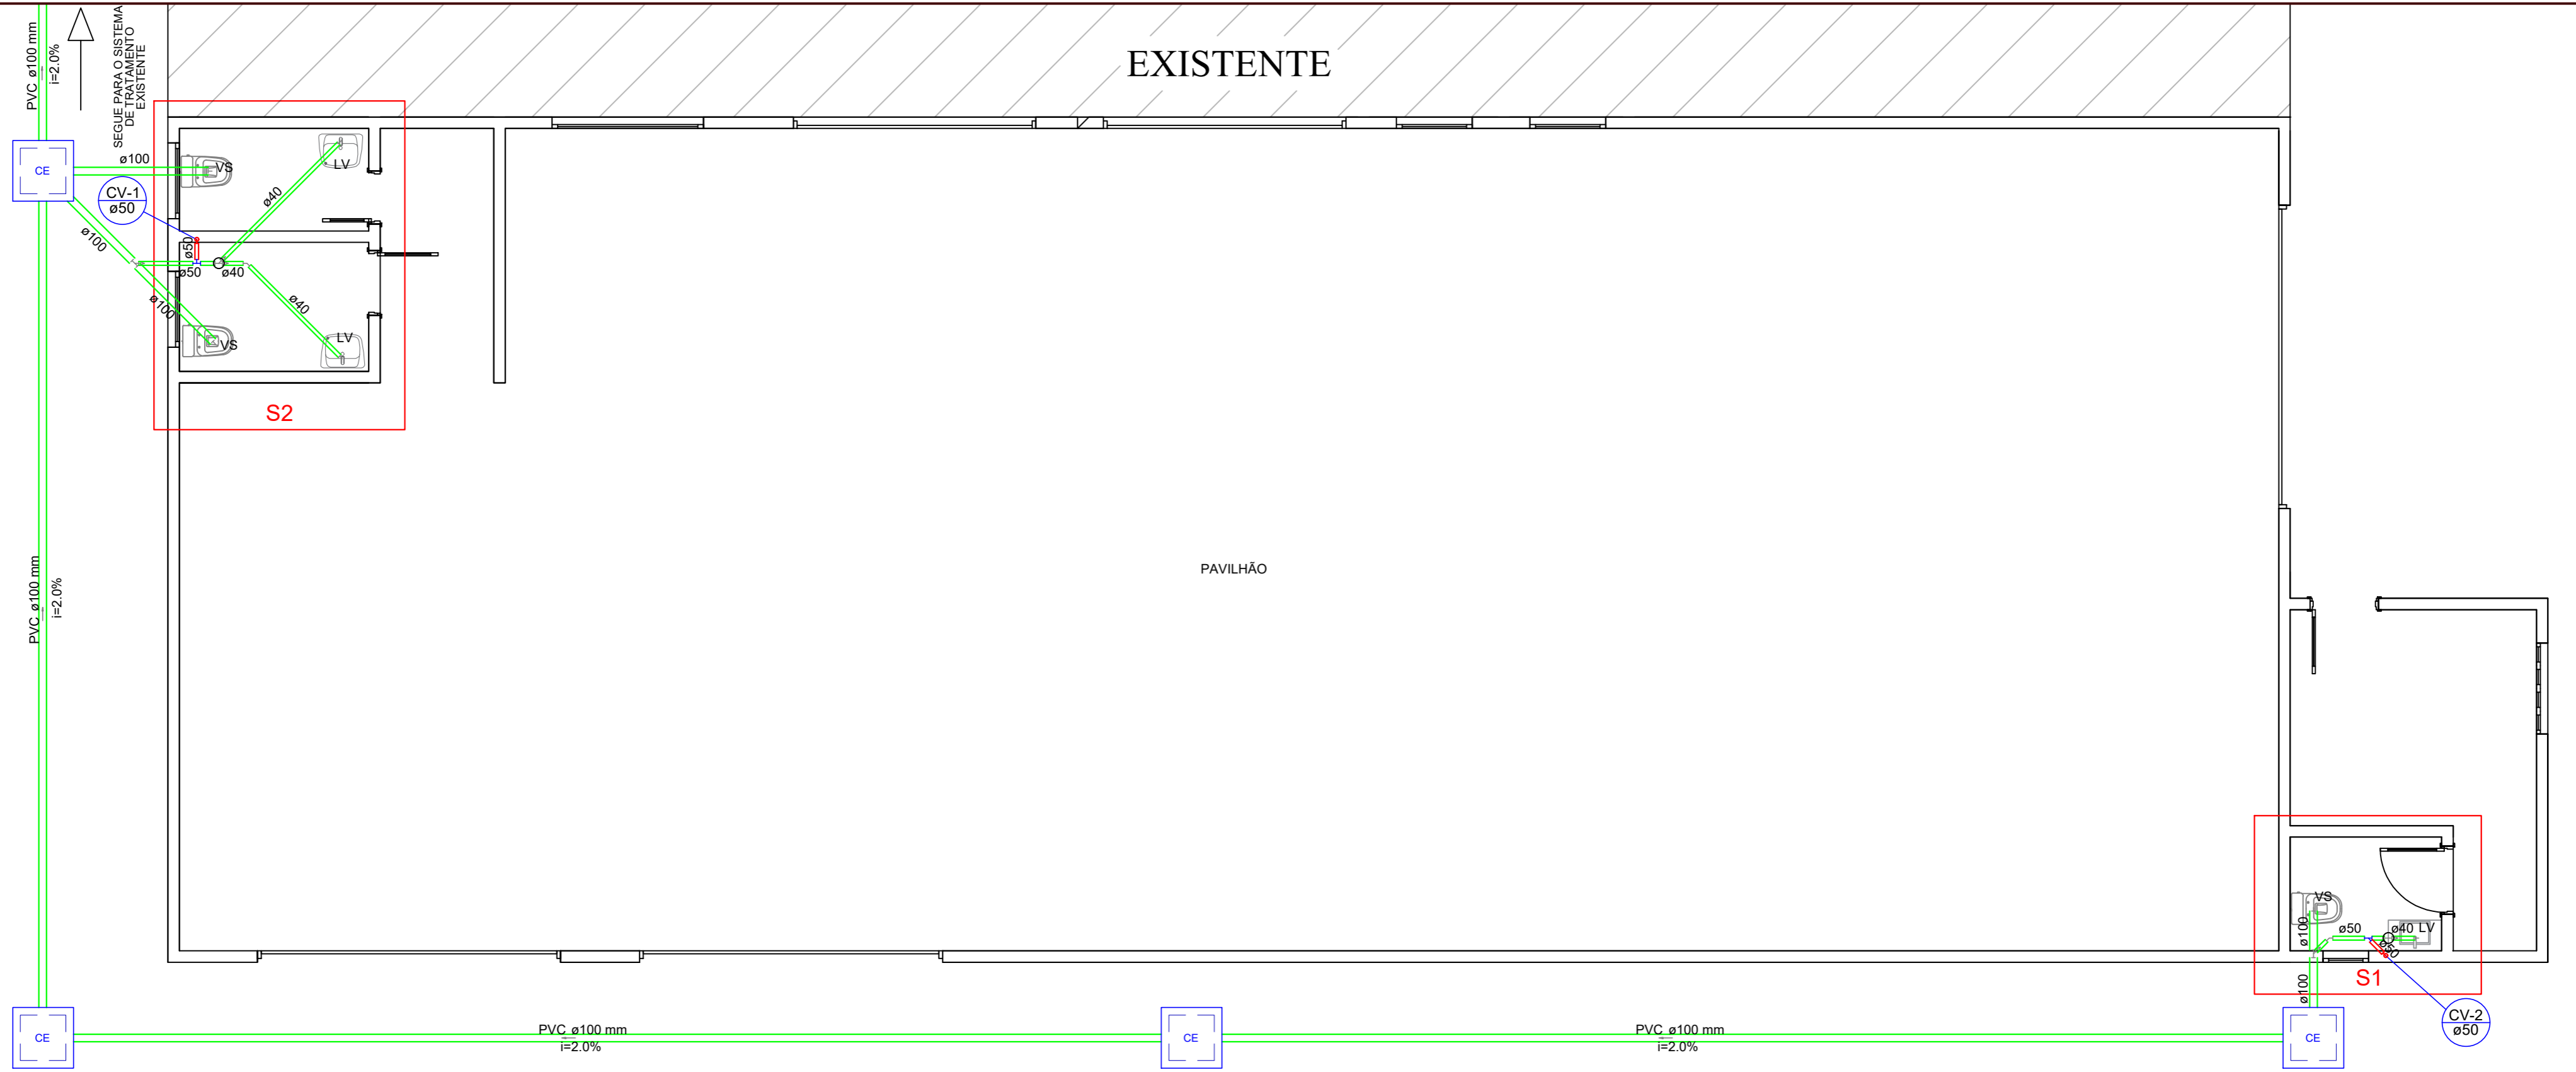 EXISTENTE
PVC ø100 mm
i=2.0%
SEGUE PARA O SISTEMA
DE TRATAMENTO
EXISTENTE
CE
ø100
VS
LV
CV-1
ø50
ø40
ø100
ø50
ø50
ø40
ø40
ø100
VS
LV
S2
PVC ø100 mm
i=2.0%
PAVILHÃO
VS
ø100
ø50
ø40
LV
ø50
S1
ø100
CV-2
ø50
CE
PVC ø100 mm
i=2.0%
CE
PVC ø100 mm
i=2.0%
CE